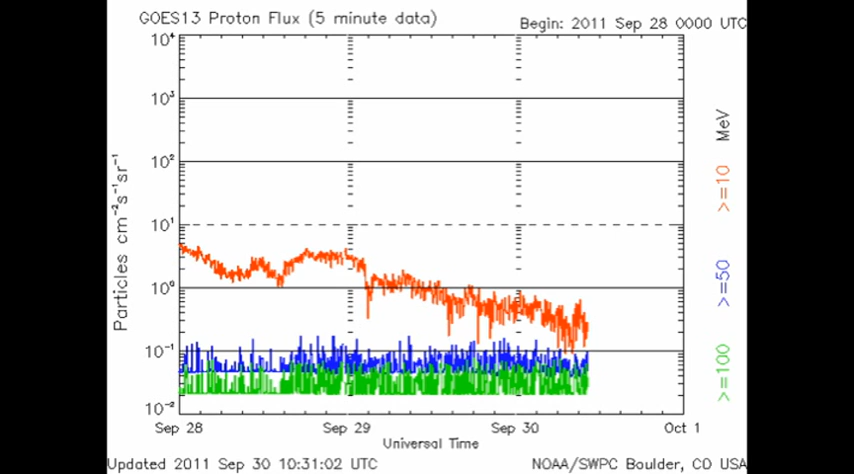 GOES13 Proton Flux (5 minute data)
Begin: 2011 Sep 28 0000 UTC
10⁴
10³
10²
10¹
10⁰
10⁻¹
10⁻²
Particles cm⁻²s⁻¹sr⁻¹
MeV
>=10
>=50
>=100
Sep 28
Sep 29
Sep 30
Oct 1
Universal Time
Updated 2011 Sep 30 10:31:02 UTC
NOAA/SWPC Boulder, CO USA